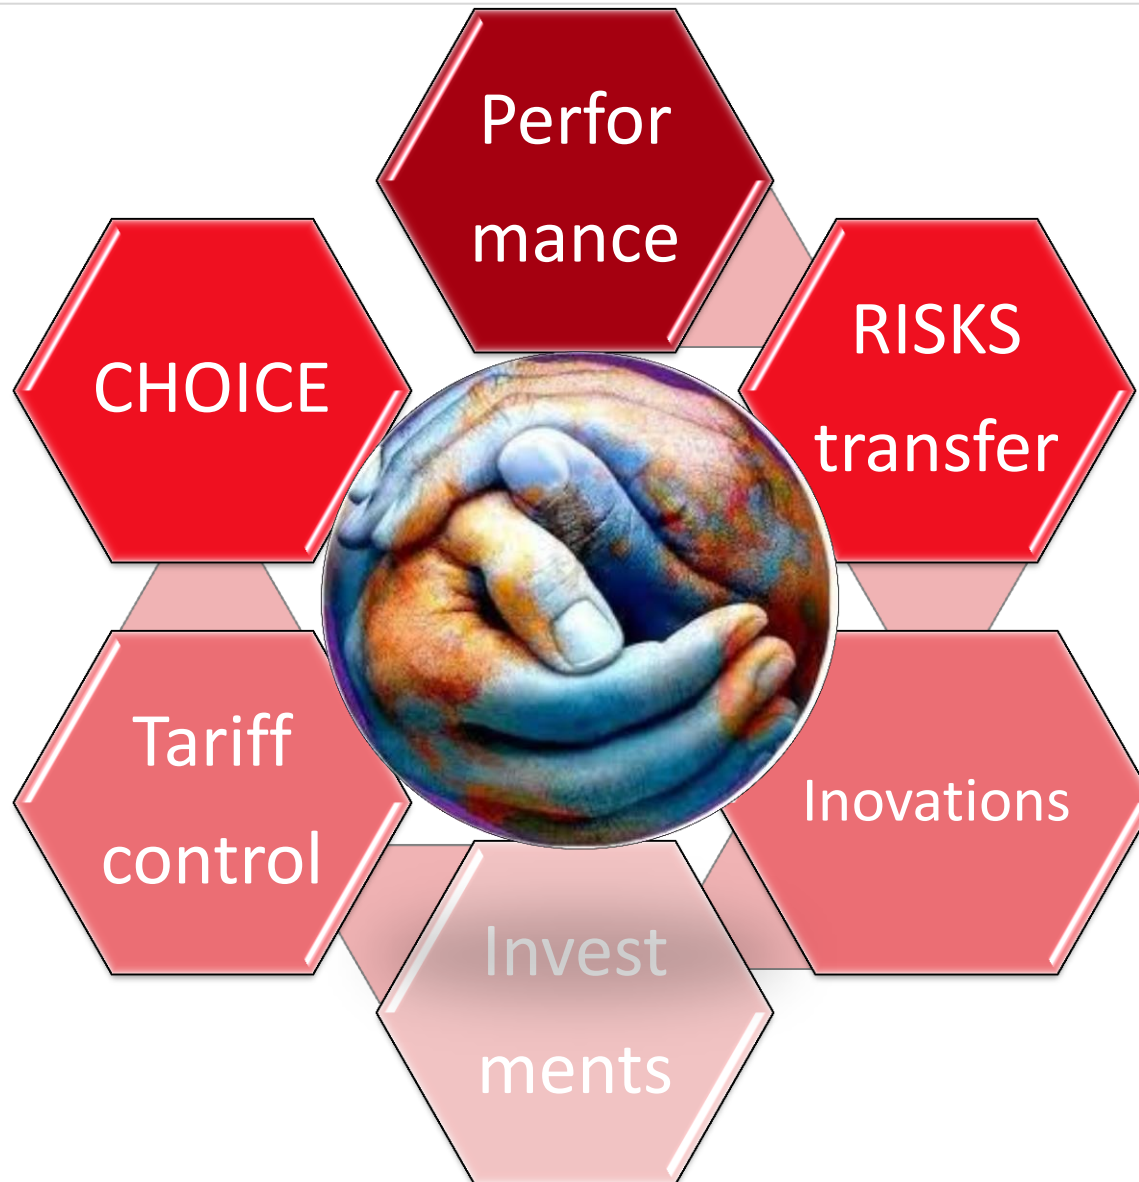 Perfor
mance
RISKS
transfer
Inovations
Invest
ments
Tariff
control
CHOICE